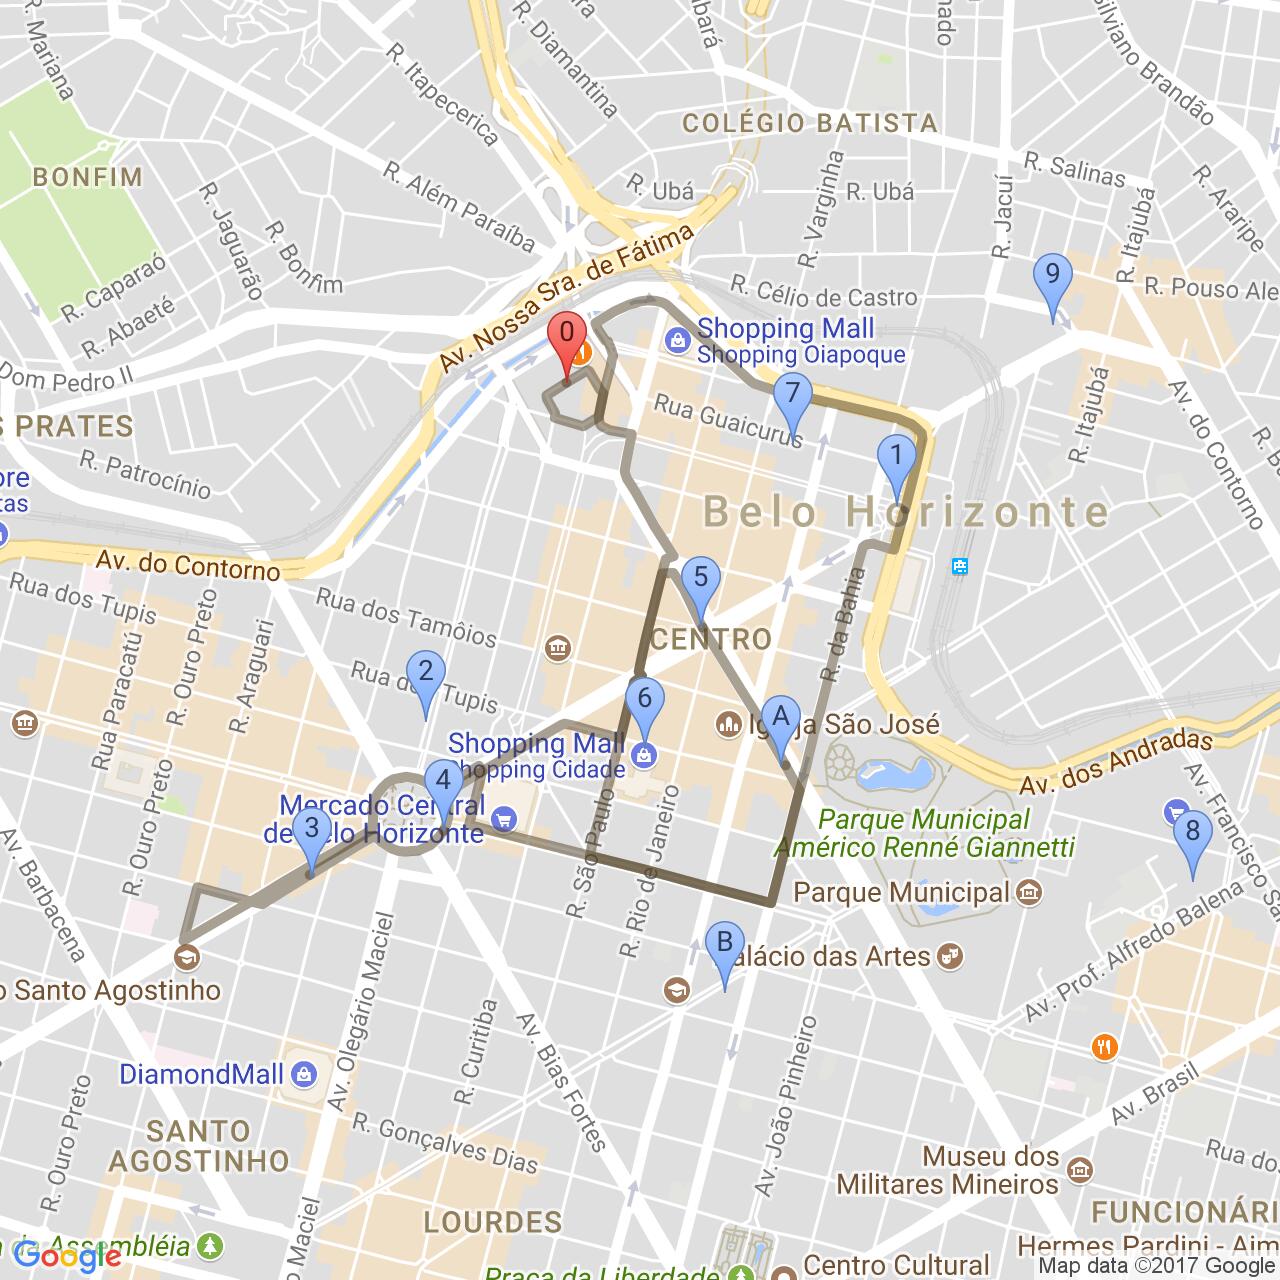 R. Mariana
R. Itapecerica
R. Diamantina
COLÉGIO BATISTA
Silviano Brandão
BONFIM
R. Além Paraíba
R. Ubá
R. Varginha
R. Ubá
R. Jacuí
R. Salinas
R. Itajubá
R. Araripe
R. Jaguarão
R. Bonfim
R. Caparaó
R. Abaeté
Av. Nossa Sra. de Fátima
R. Célio de Castro
R. Pouso Ale
9
0
Shopping Mall
Shopping Oiapoque
Dom Pedro II
7
Rua Guaicurus
R. Itajubá
Av. do Contorno
S PRATES
R. Patrocínio
1
Belo Horizonte
Av. do Contorno
Rua dos Tupis
Rua dos Tamôios
5
CENTRO
R. da Bahia
R. Ouro Preto
R. Araguari
Rua Paracatú
2
6
A
Igreja São José
Shopping Mall
Shopping Cidade
Av. dos Andradas
4
Mercado Central
de Belo Horizonte
3
R. Ouro Preto
R. São Paulo
R. Rio de Janeiro
Parque Municipal
Américo Renné Giannetti
8
Av. Francisco Sa
Av. Barbacena
Parque Municipal
Av. Prof. Alfredo Balena
B
Palácio das Artes
o Santo Agostinho
Av. Olegário Maciel
R. Curitiba
Av. Bias Fortes
Av. João Pinheiro
DiamondMall
R. Ouro Preto
SANTO
AGOSTINHO
R. Gonçalves Dias
Av. Brasil
Rua do
Museu dos
Militares Mineiros
LOURDES
FUNCIONÁRI
Maciel
da Assembléia
Google
Praça da Liberdade
Centro Cultural
Hermes Pardini - Aim
Map data ©2017 Google